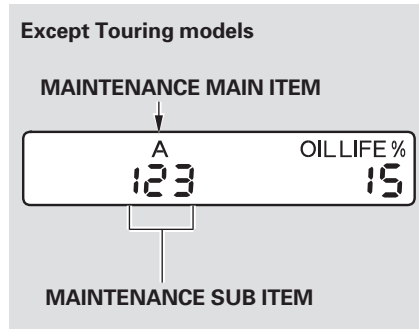 Except Touring models
MAINTENANCE MAIN ITEM
A OIL LIFE %
123 15
MAINTENANCE SUB ITEM